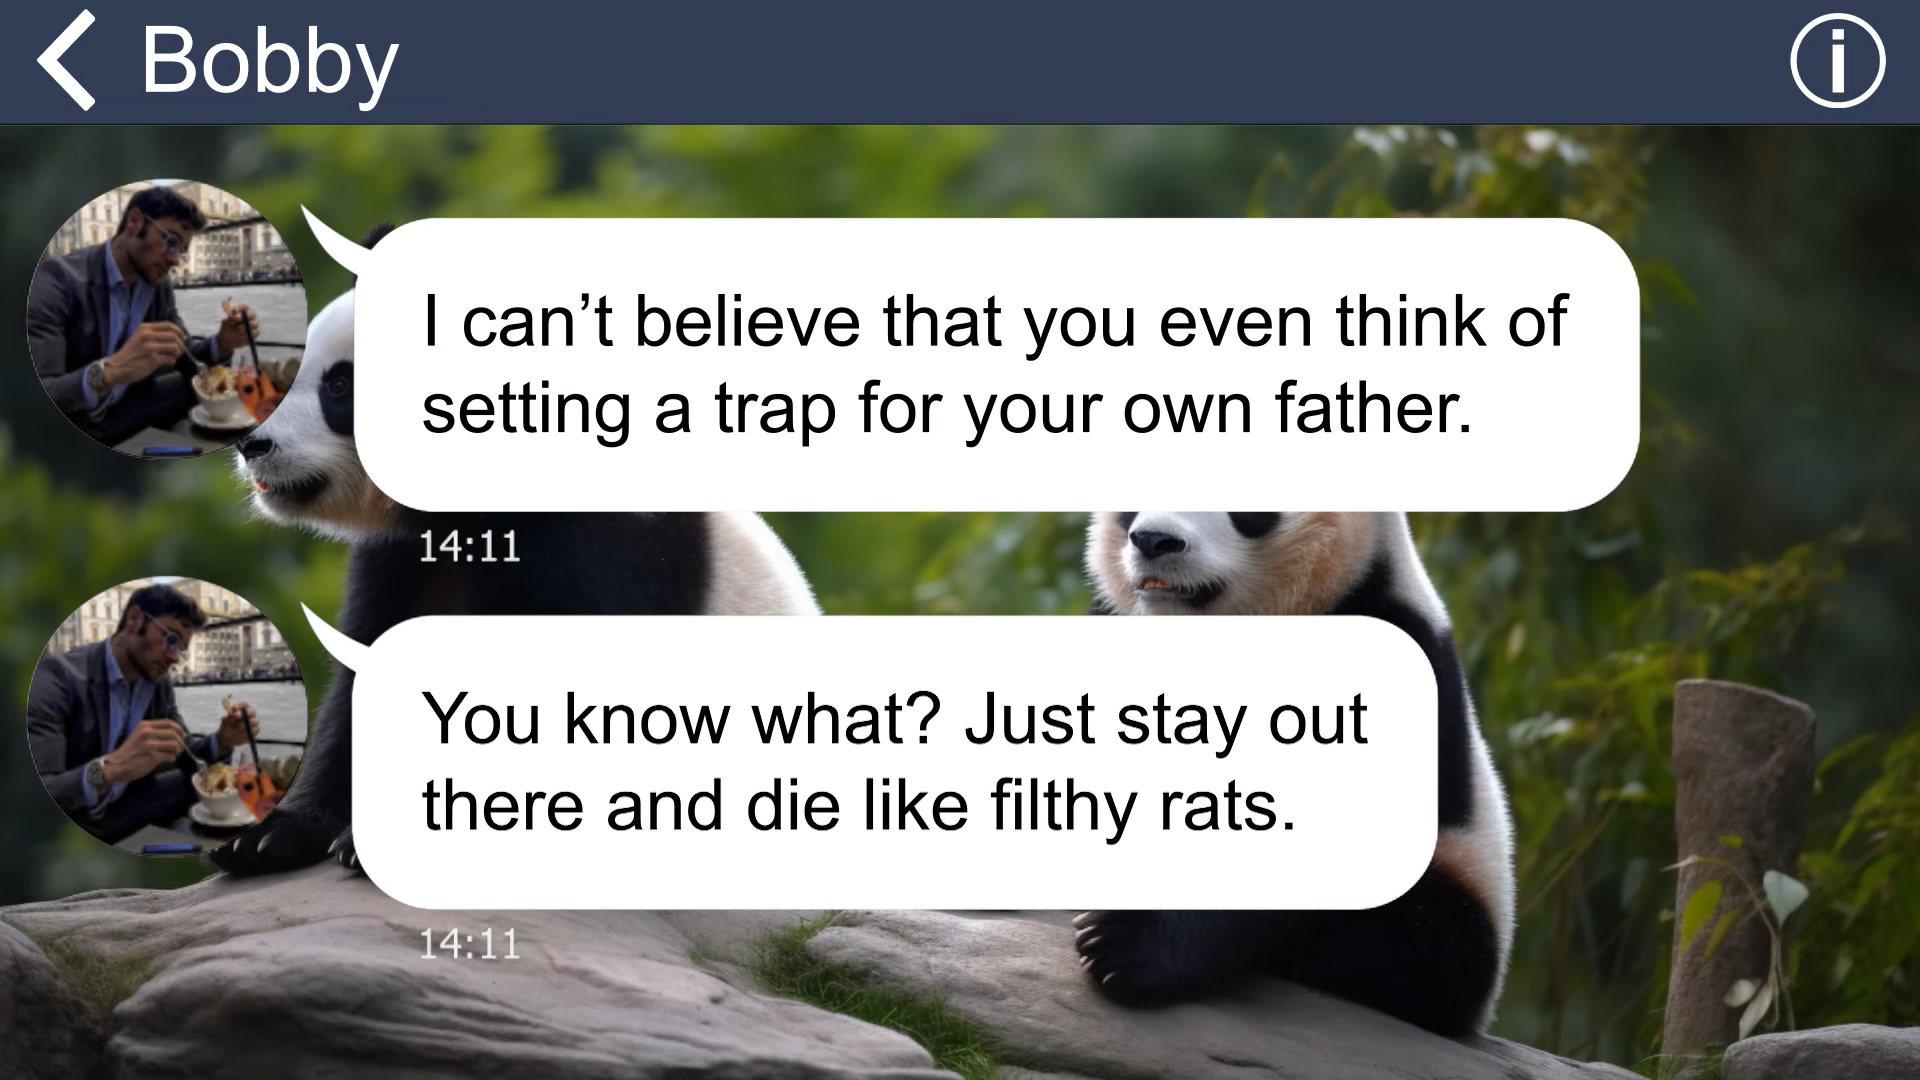 Bobby
I can’t believe that you even think of
setting a trap for your own father.
14:11
You know what? Just stay out
there and die like filthy rats.
14:11